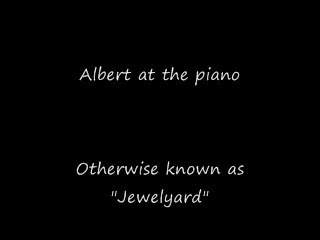 Albert at the piano
Otherwise known as
"Jewelyard"